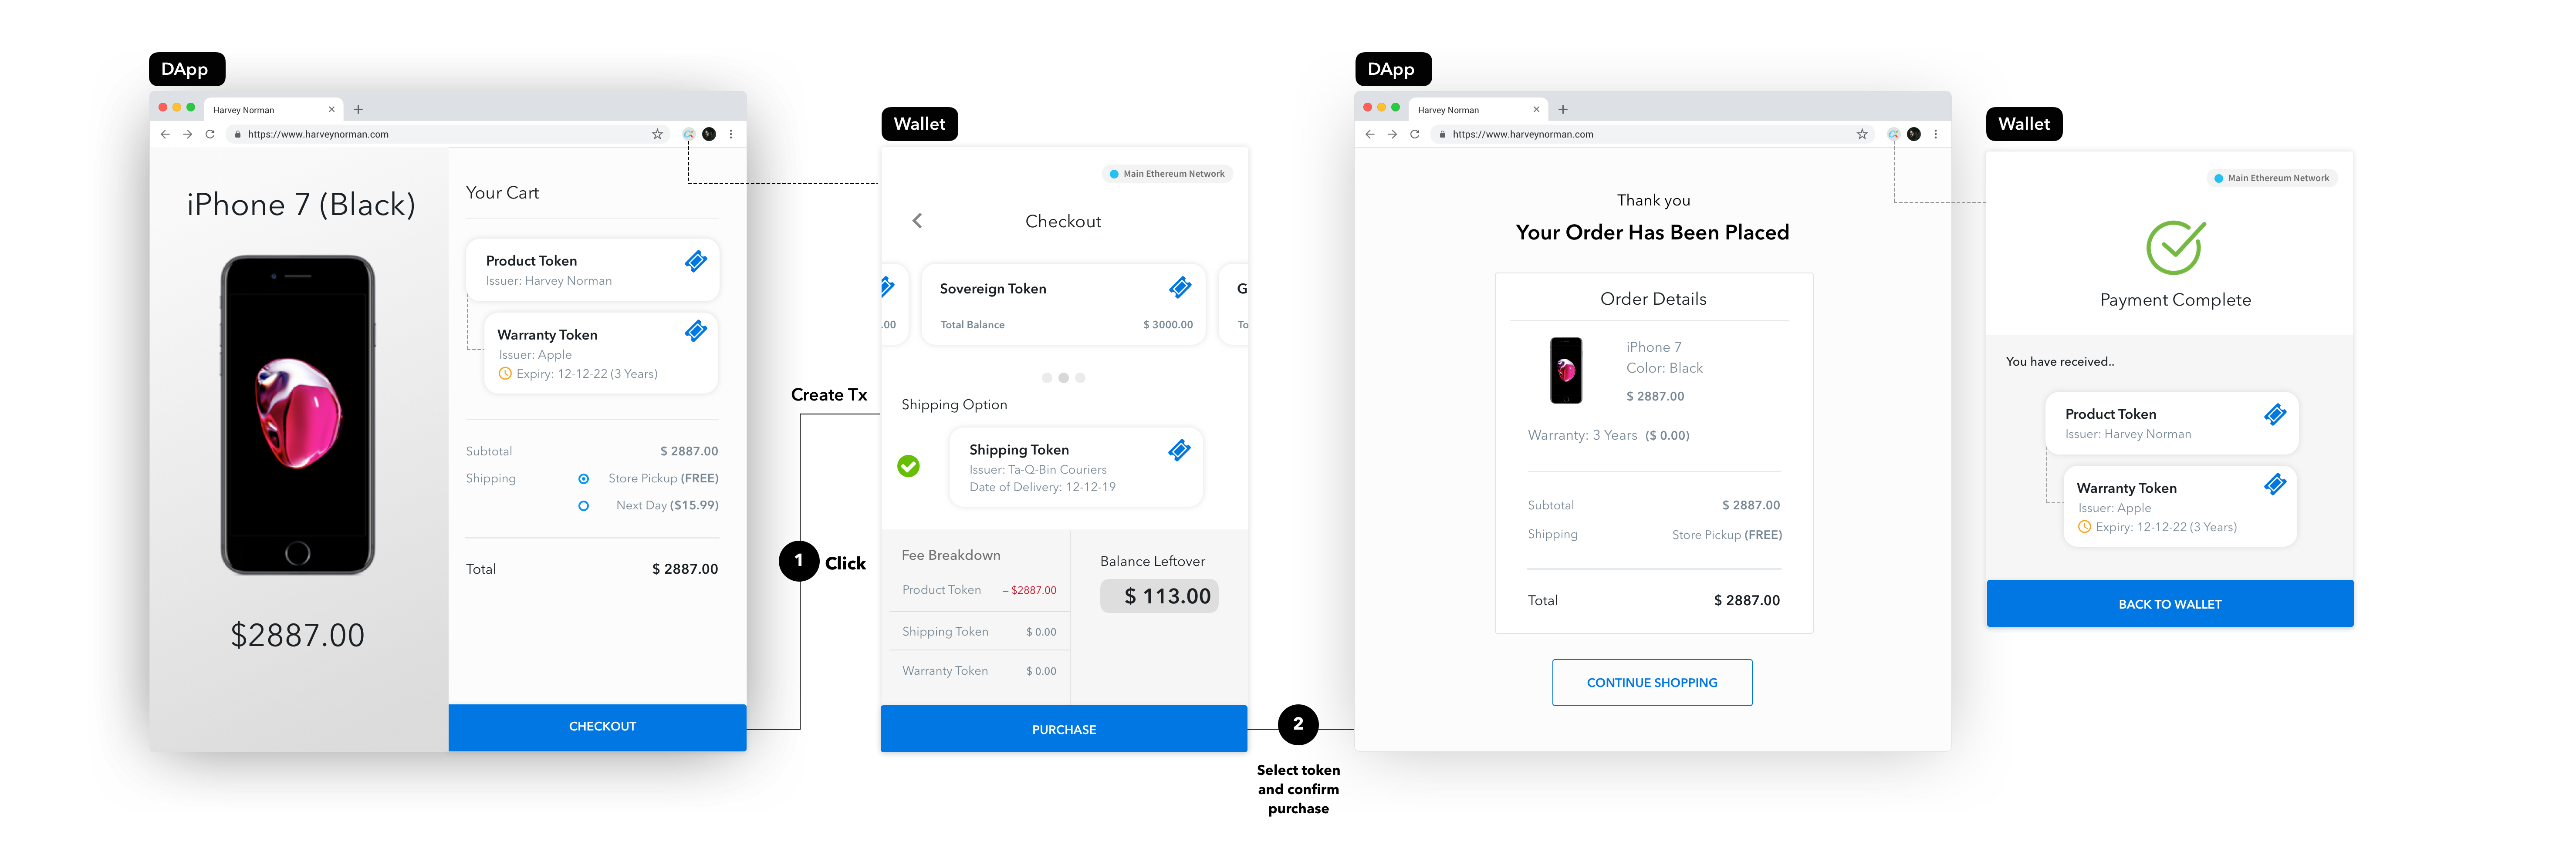 DApp
Harvey Norman
https://www.harveynorman.com
iPhone 7 (Black)
$2887.00
Your Cart
Product Token
Issuer: Harvey Norman
Warranty Token
Issuer: Apple
Expiry: 12-12-22 (3 Years)
Subtotal $ 2887.00
Shipping Store Pickup (FREE)
Next Day ($15.99)
Total $ 2887.00
CHECKOUT
Create Tx
1 Click
Wallet
Main Ethereum Network
Checkout
.00
Sovereign Token
Total Balance $ 3000.00
G
To
Shipping Option
Shipping Token
Issuer: Ta-Q-Bin Couriers
Date of Delivery: 12-12-19
Fee Breakdown
Product Token – $2887.00
Shipping Token $ 0.00
Warranty Token $ 0.00
Balance Leftover
$ 113.00
PURCHASE
2
Select token
and confirm
purchase
DApp
Harvey Norman
https://www.harveynorman.com
Thank you
Your Order Has Been Placed
Order Details
iPhone 7
Color: Black
$ 2887.00
Warranty: 3 Years ($ 0.00)
Subtotal $ 2887.00
Shipping Store Pickup (FREE)
Total $ 2887.00
CONTINUE SHOPPING
Wallet
Main Ethereum Network
Payment Complete
You have received..
Product Token
Issuer: Harvey Norman
Warranty Token
Issuer: Apple
Expiry: 12-12-22 (3 Years)
BACK TO WALLET